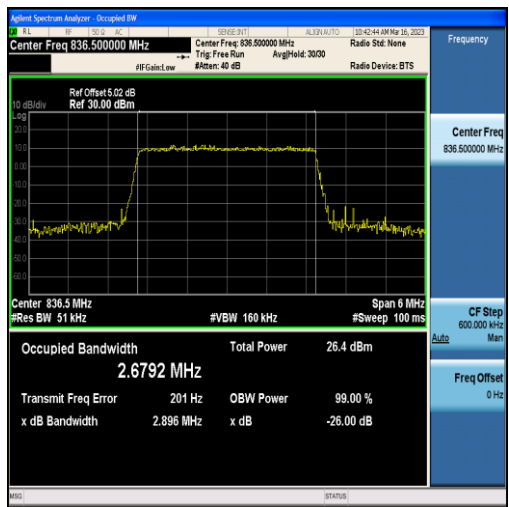 Agilent Spectrum Analyzer - Occupied BW
RL RF 50 Ω AC SENSE:INT ALIGN AUTO 10:42:44 AM Mar 16, 2023
Center Freq 836.500000 MHz
Center Freq: 836.500000 MHz
Radio Std: None
Trig: Free Run Avg|Hold: 30/30
#IFGain:Low #Atten: 40 dB Radio Device: BTS
Frequency
Ref Offset 5.02 dB
10 dB/div Ref 30.00 dBm
Log
20.0
10.0
0.00
-10.0
-20.0
-30.0
-40.0
-50.0
-60.0
Center Freq
836.500000 MHz
Center 836.5 MHz Span 6 MHz
#Res BW 51 kHz #VBW 160 kHz #Sweep 100 ms
CF Step
600.000 kHz
Auto Man
Occupied Bandwidth Total Power 26.4 dBm
2.6792 MHz
Transmit Freq Error 201 Hz OBW Power 99.00 %
x dB Bandwidth 2.896 MHz x dB -26.00 dB
Freq Offset
0 Hz
MSG STATUS